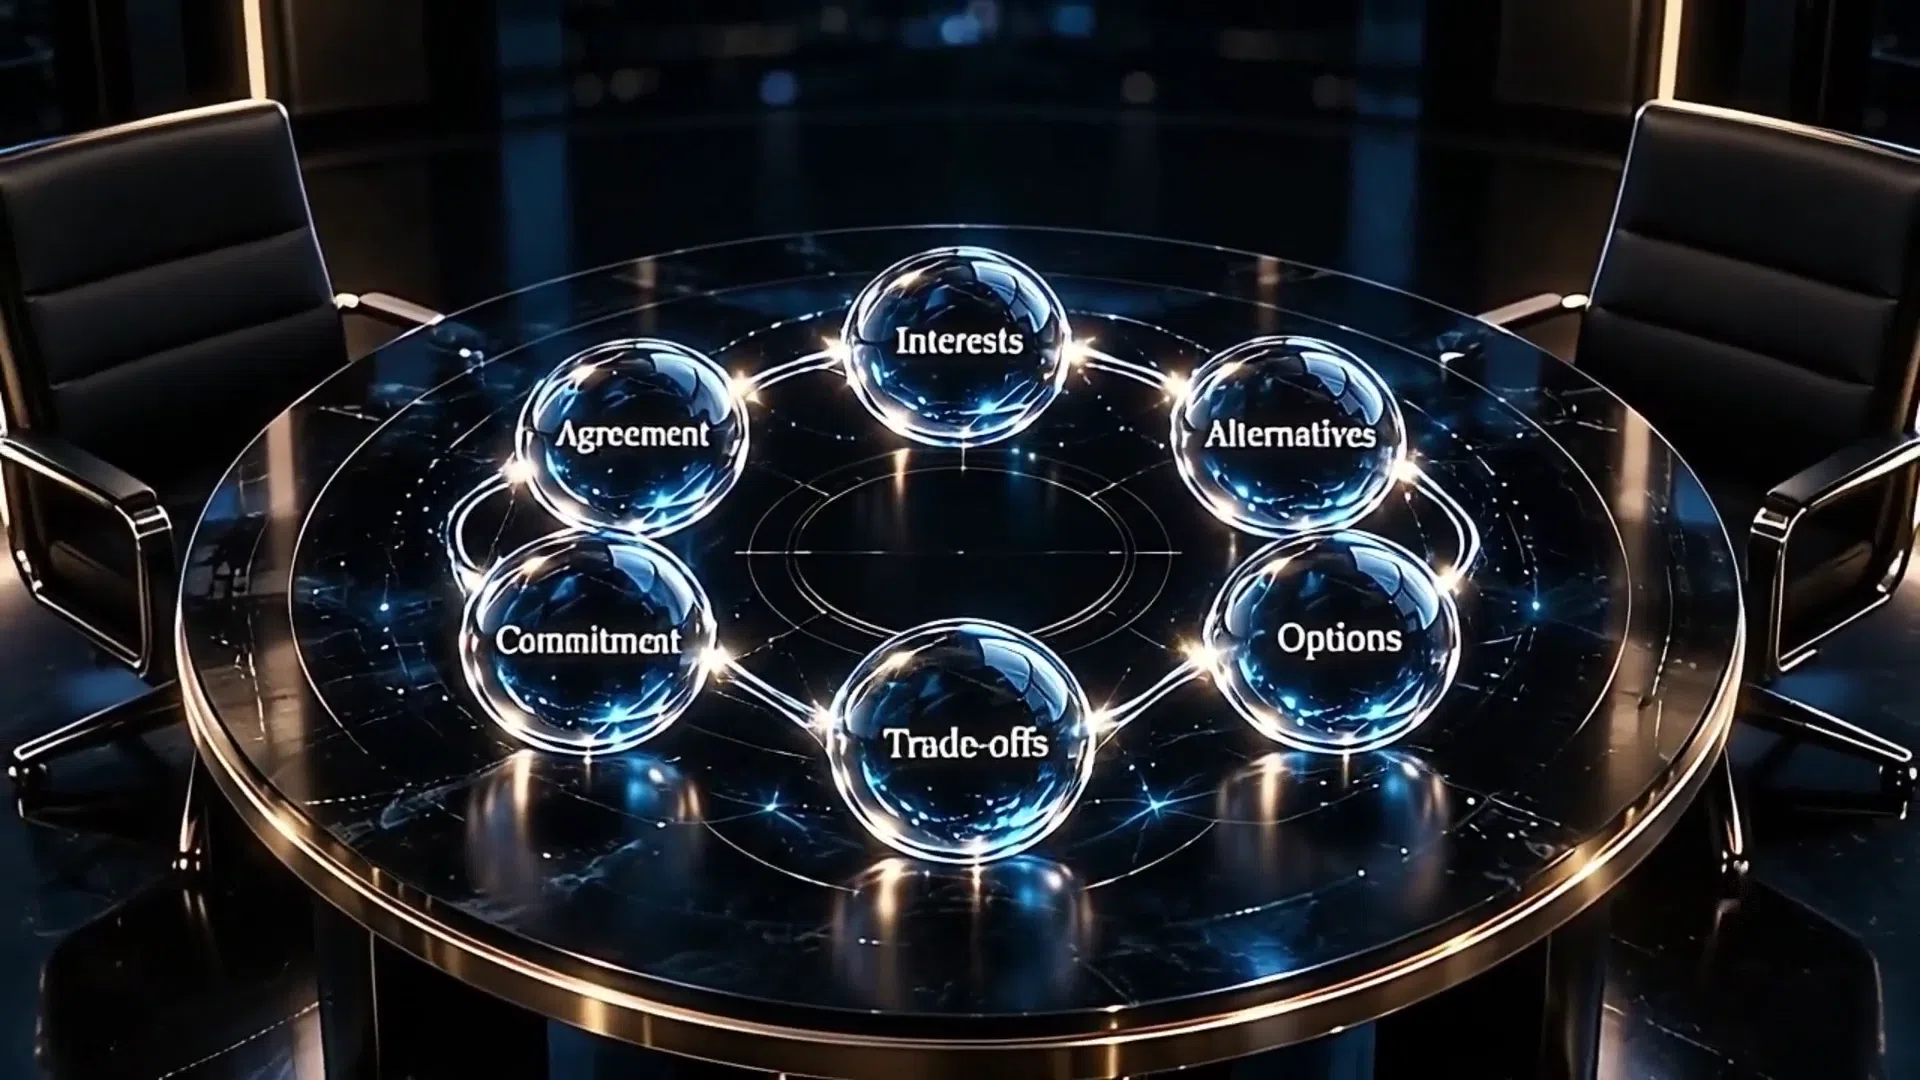 Interests
Agreement
Alternatives
Commitment
Options
Trade-offs